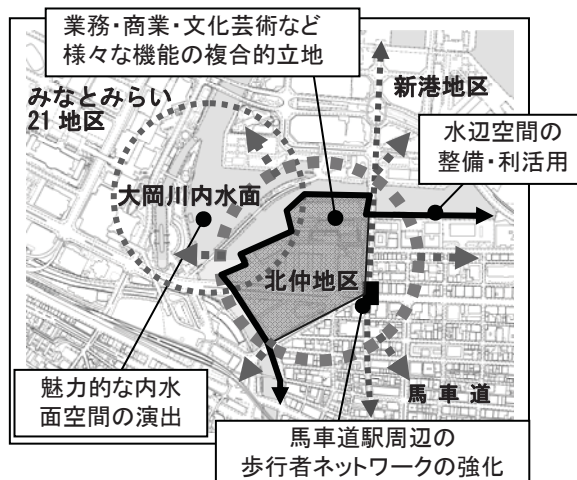 業務・商業・文化芸術など
様々な機能の複合的立地
新港地区
みなとみらい
21 地区
水辺空間の
整備・利活用
大岡川内水面
北仲地区
魅力的な内水
面空間の演出
馬車道
馬車道駅周辺の
歩行者ネットワークの強化